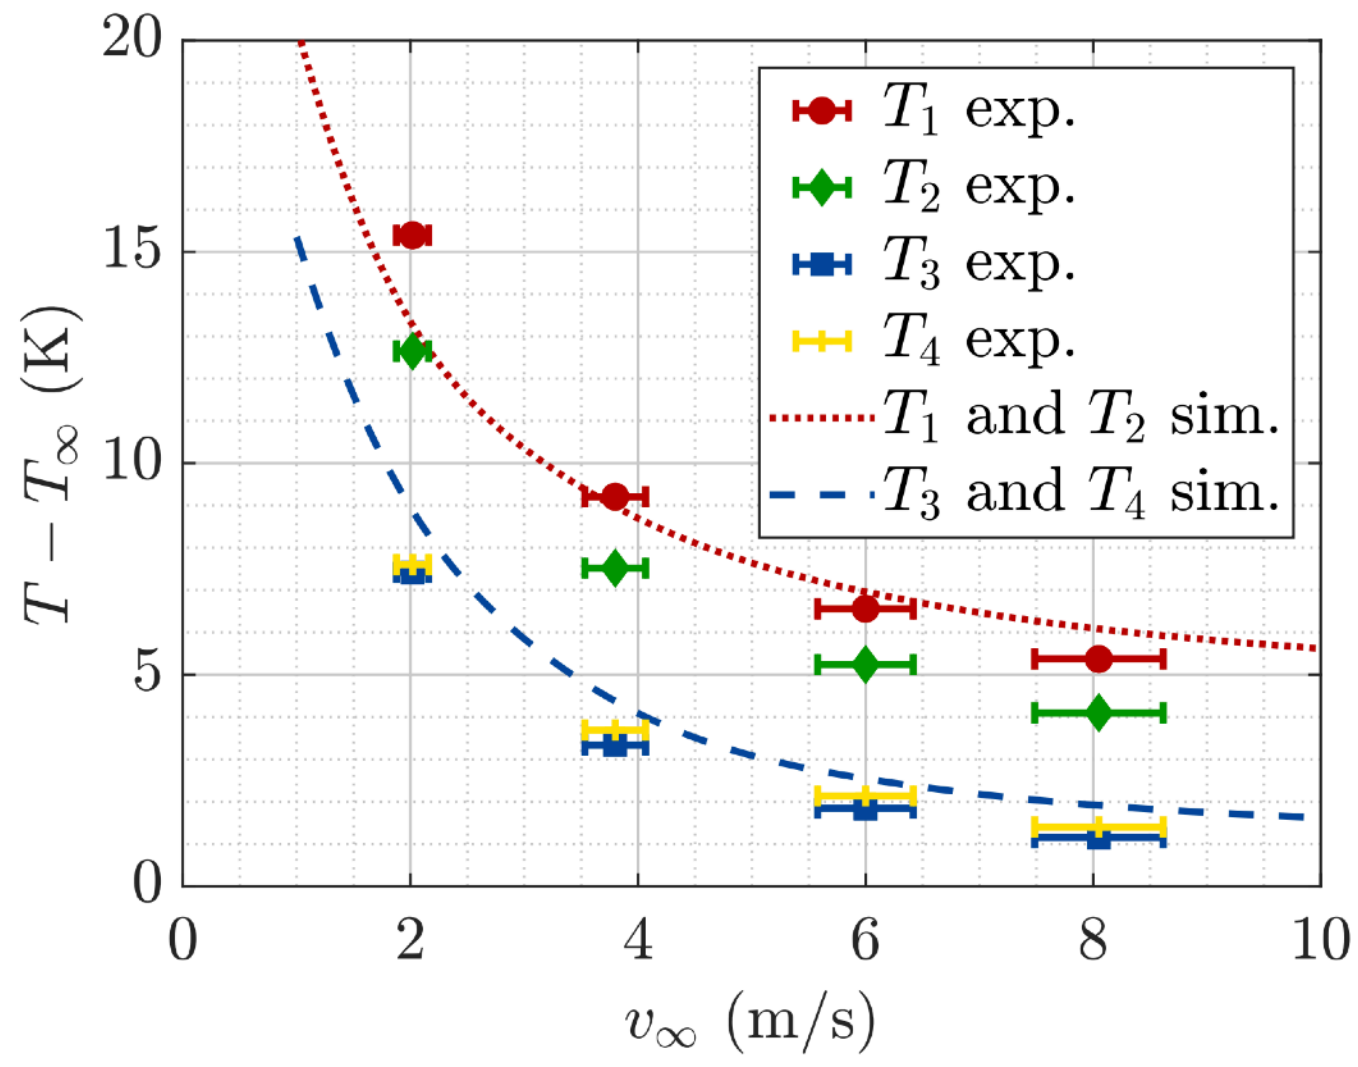 20
15
10
5
0
0 2 4 6 8 10
T − T∞ (K)
v∞ (m/s)
T₁ exp.
T₂ exp.
T₃ exp.
T₄ exp.
T₁ and T₂ sim.
T₃ and T₄ sim.